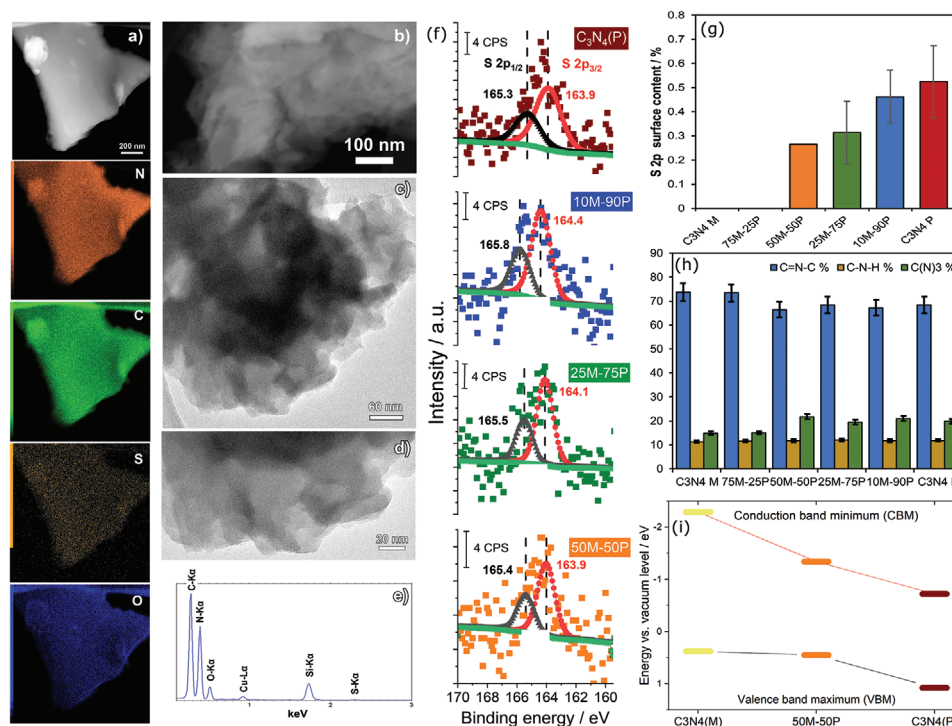 a)
200 nm
N
C
S
O
b)
100 nm
c)
60 nm
d)
20 nm
e)
C-Kα
N-Kα
O-Kα
Cu-Lα
Si-Kα
S-Kα
0
1
2
3
keV
(f)
4 CPS
C₃N₄(P)
S 2p₁/₂
S 2p₃/₂
165.3
163.9
4 CPS
10M-90P
165.8
164.4
4 CPS
25M-75P
165.5
164.1
4 CPS
50M-50P
165.4
163.9
Intensity / a.u.
170 168 166 164 162 160
Binding energy / eV
(g)
S 2p surface content / %
0.8
0.7
0.6
0.5
0.4
0.3
0.2
0.1
0
C3N4 M
75M-25P
50M-50P
25M-75P
10M-90P
C3N4 P
(h)
C=N-C %
C-N-H %
C(N)3 %
90
80
70
60
50
40
30
20
10
0
C3N4 M 75M-25P 50M-50P 25M-75P 10M-90P C3N4
(i)
Energy vs. vacuum level / eV
-2
-1
0
1
Conduction band minimum (CBM)
Valence band maximum (VBM)
C3N4(M)
50M-50P